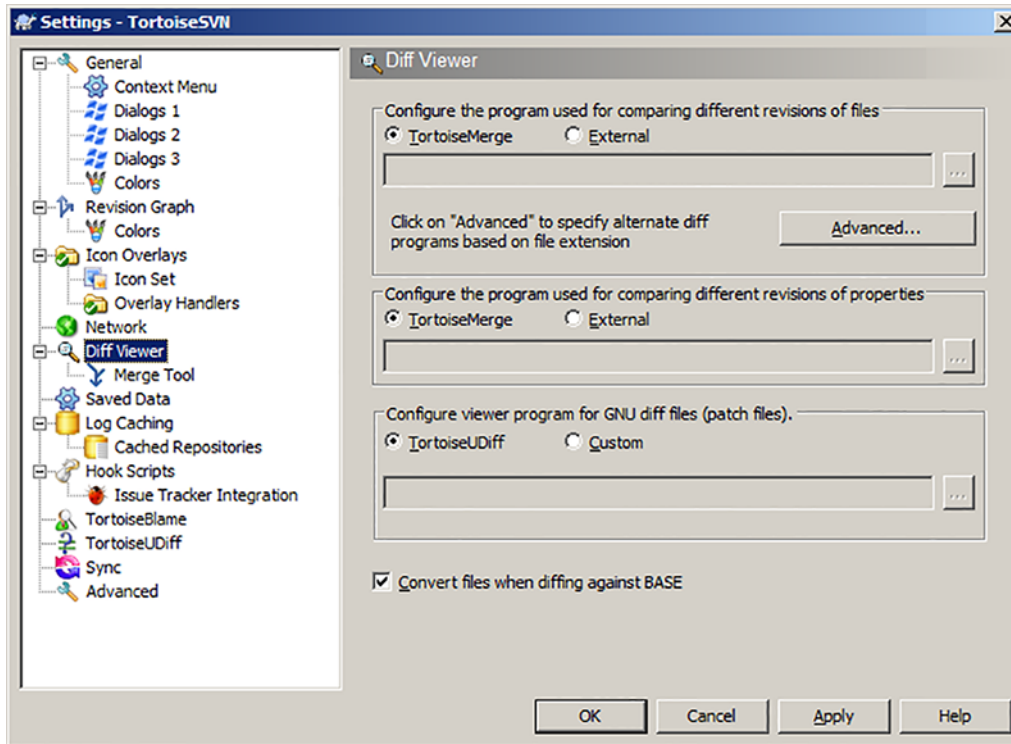 Settings - TortoiseSVN
General
Context Menu
Dialogs 1
Dialogs 2
Dialogs 3
Colors
Revision Graph
Colors
Icon Overlays
Icon Set
Overlay Handlers
Network
Diff Viewer
Merge Tool
Saved Data
Log Caching
Cached Repositories
Hook Scripts
Issue Tracker Integration
TortoiseBlame
TortoiseUDiff
Sync
Advanced
Diff Viewer
Configure the program used for comparing different revisions of files
TortoiseMerge External
...
Click on "Advanced" to specify alternate diff
programs based on file extension
Advanced...
Configure the program used for comparing different revisions of properties
TortoiseMerge External
...
Configure viewer program for GNU diff files (patch files).
TortoiseUDiff Custom
...
Convert files when diffing against BASE
OK Cancel Apply Help